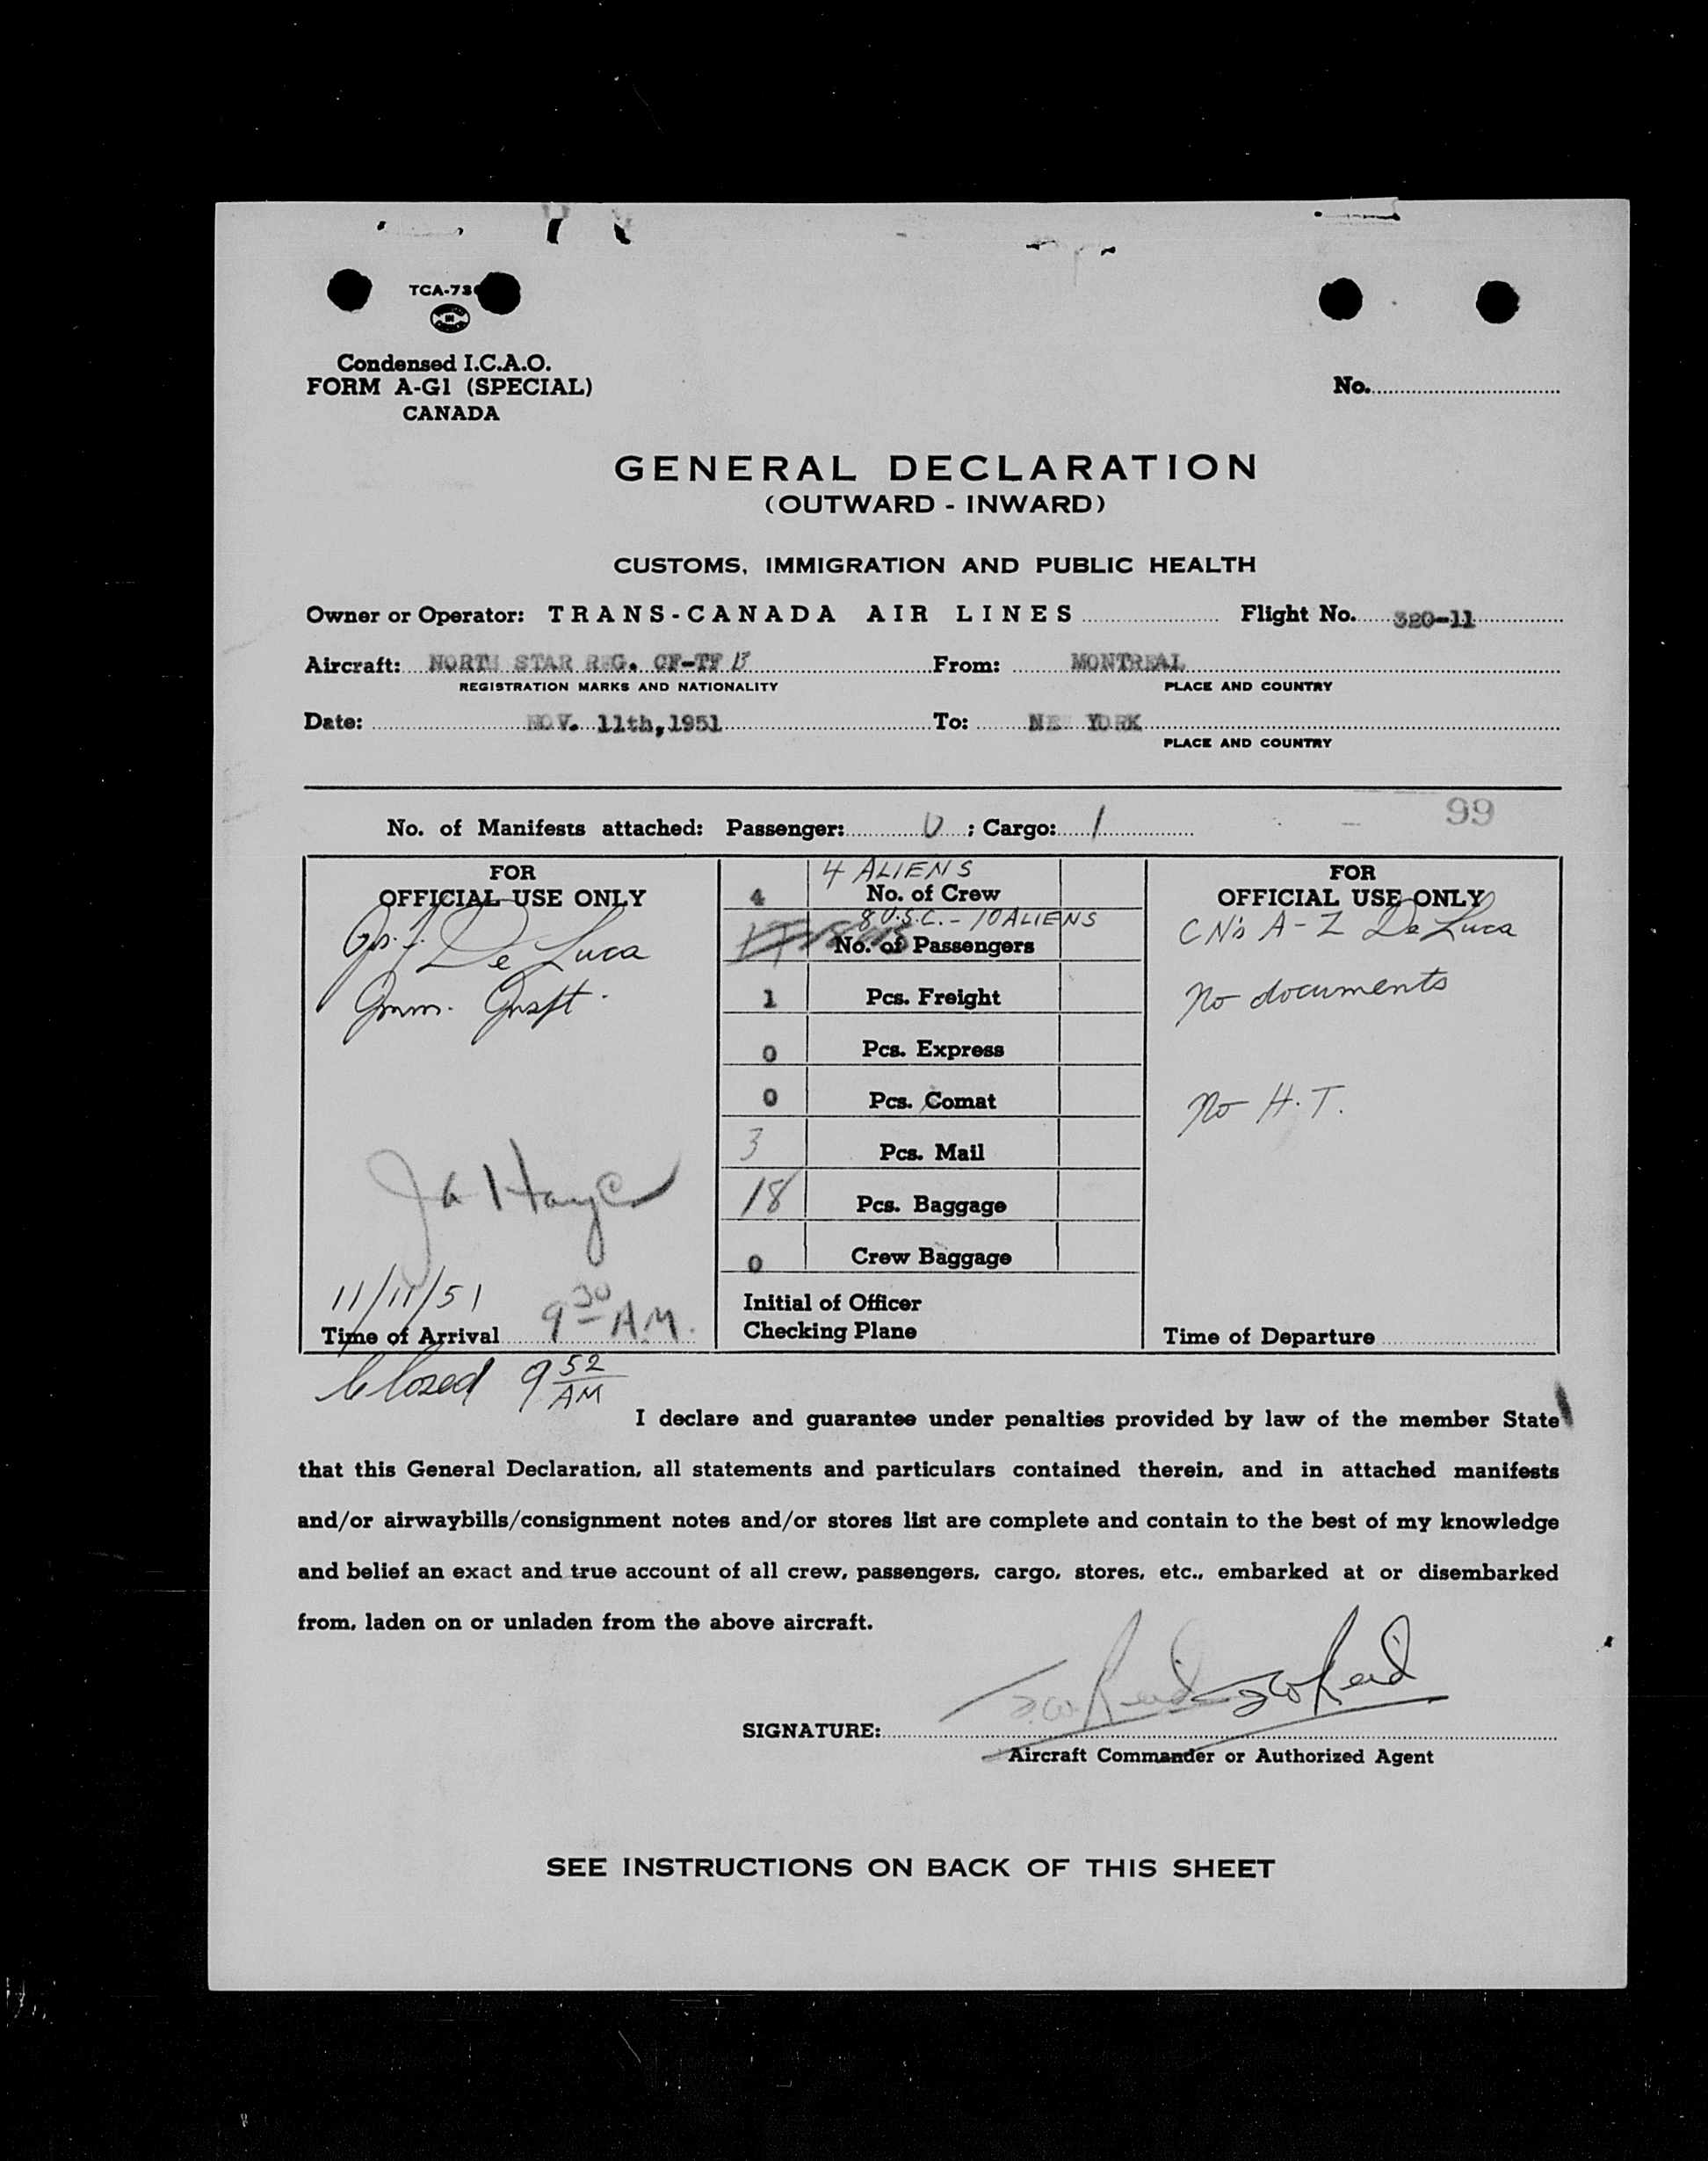 TCA-73
Condensed I.C.A.O.
FORM A-G1 (SPECIAL)
CANADA
No.
GENERAL DECLARATION
(OUTWARD - INWARD)
CUSTOMS, IMMIGRATION AND PUBLIC HEALTH
Owner or Operator: TRANS-CANADA AIR LINES Flight No. 320-11
Aircraft: NORTH STAR REG. CF-TF B From: MONTREAL
REGISTRATION MARKS AND NATIONALITY PLACE AND COUNTRY
Date: NOV. 11th, 1951 To: NEW YORK
PLACE AND COUNTRY
99
No. of Manifests attached: Passenger: 0; Cargo: 1
FOR
OFFICIAL USE ONLY
De Luca
Imm. Inspt.
J A Hayes
11/11/51
Time of Arrival 9 30 A.M.
Closed 9 52 AM
4 ALIENS
4 No. of Crew
8 U.S.C. - 10 ALIENS
No. of Passengers
1 Pcs. Freight
0 Pcs. Express
0 Pcs. Comat
3 Pcs. Mail
18 Pcs. Baggage
0 Crew Baggage
Initial of Officer
Checking Plane
FOR
OFFICIAL USE ONLY
CN's A-Z De Luca
No documents
No H.T.
Time of Departure
I declare and guarantee under penalties provided by law of the member State
that this General Declaration, all statements and particulars contained therein, and in attached manifests
and/or airwaybills/consignment notes and/or stores list are complete and contain to the best of my knowledge
and belief an exact and true account of all crew, passengers, cargo, stores, etc., embarked at or disembarked
from, laden on or unladen from the above aircraft.
SIGNATURE:
Aircraft Commander or Authorized Agent
SEE INSTRUCTIONS ON BACK OF THIS SHEET